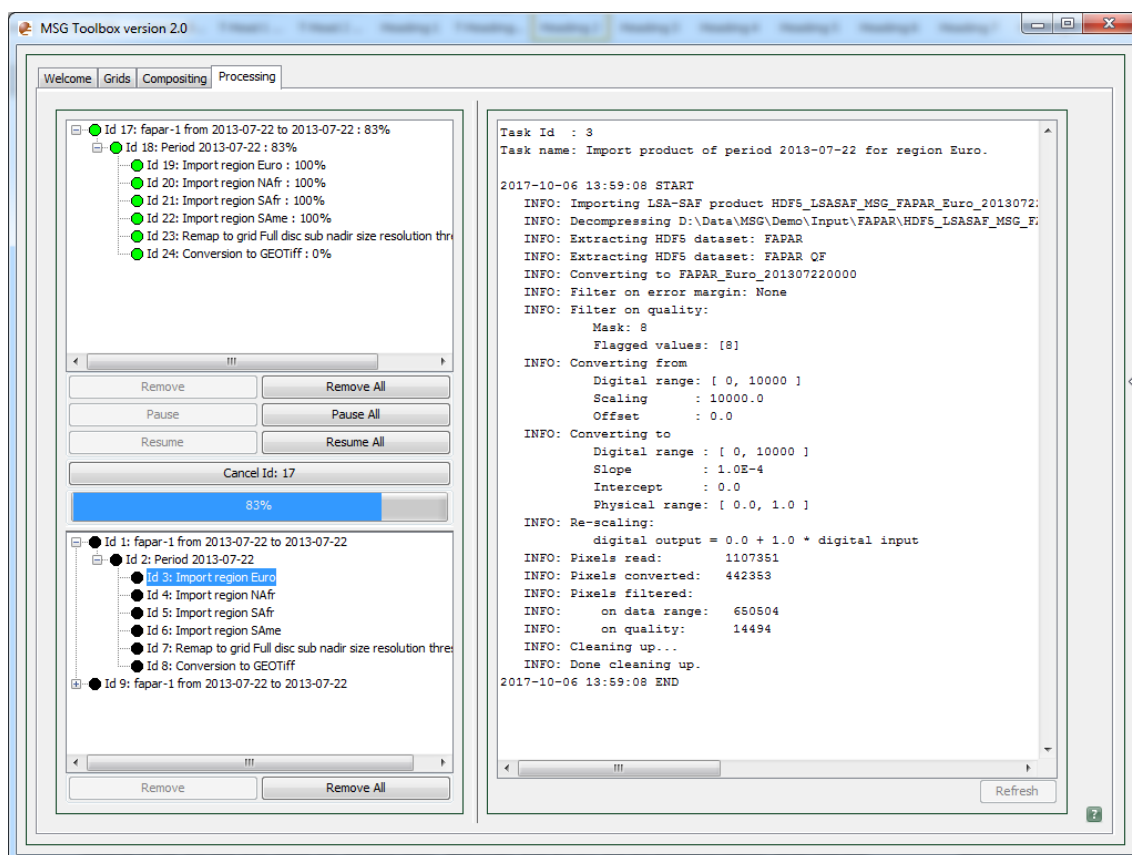 MSG Toolbox version 2.0
Welcome Grids Compositing Processing
Id 17: fapar-1 from 2013-07-22 to 2013-07-22 : 83%
Id 18: Period 2013-07-22 : 83%
Id 19: Import region Euro : 100%
Id 20: Import region NAfr : 100%
Id 21: Import region SAfr : 100%
Id 22: Import region SAme : 100%
Id 23: Remap to grid Full disc sub nadir size resolution thre
Id 24: Conversion to GEOTiff : 0%
Remove Remove All
Pause Pause All
Resume Resume All
Cancel Id: 17
83%
Id 1: fapar-1 from 2013-07-22 to 2013-07-22
Id 2: Period 2013-07-22
Id 3: Import region Euro
Id 4: Import region NAfr
Id 5: Import region SAfr
Id 6: Import region SAme
Id 7: Remap to grid Full disc sub nadir size resolution thres
Id 8: Conversion to GEOTiff
Id 9: fapar-1 from 2013-07-22 to 2013-07-22
Remove Remove All
Task Id : 3
Task name: Import product of period 2013-07-22 for region Euro.
2017-10-06 13:59:08 START
INFO: Importing LSA-SAF product HDF5_LSASAF_MSG_FAPAR_Euro_2013072
INFO: Decompressing D:\Data\MSG\Demo\Input\FAPAR\HDF5_LSASAF_MSG_FA
INFO: Extracting HDF5 dataset: FAPAR
INFO: Extracting HDF5 dataset: FAPAR QF
INFO: Converting to FAPAR_Euro_201307220000
INFO: Filter on error margin: None
INFO: Filter on quality:
Mask: 8
Flagged values: [8]
INFO: Converting from
Digital range: [ 0, 10000 ]
Scaling : 10000.0
Offset : 0.0
INFO: Converting to
Digital range : [ 0, 10000 ]
Slope : 1.0E-4
Intercept : 0.0
Physical range: [ 0.0, 1.0 ]
INFO: Re-scaling:
digital output = 0.0 + 1.0 * digital input
INFO: Pixels read: 1107351
INFO: Pixels converted: 442353
INFO: Pixels filtered:
INFO: on data range: 650504
INFO: on quality: 14494
INFO: Cleaning up...
INFO: Done cleaning up.
2017-10-06 13:59:08 END
Refresh
?